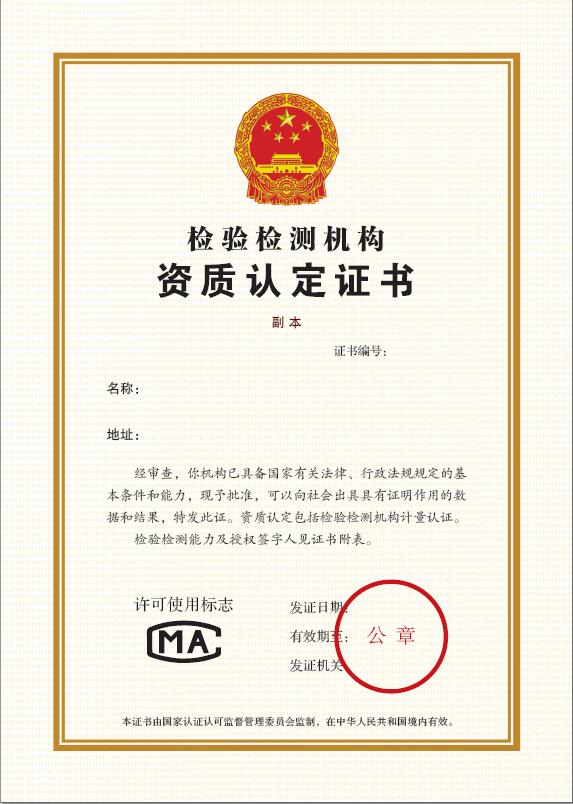 检验检测机构
资质认定证书
副本
证书编号：
名称：
地址：
经审查，你机构已具备国家有关法律、行政法规规定的基
本条件和能力，现予批准，可以向社会出具具有证明作用的数
据和结果，特发此证。资质认定包括检验检测机构计量认证。
检验检测能力及授权签字人见证书附表。
许可使用标志
MA
发证日期：
有效期至：
发证机关
公章
本证书由国家认证认可监督管理委员会监制，在中华人民共和国境内有效。